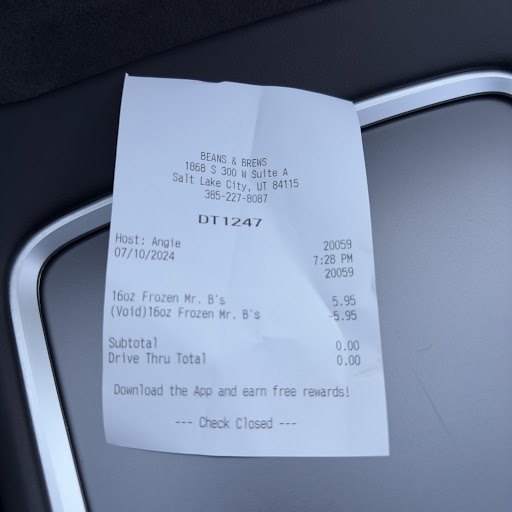 BEANS & BREWS
1868 S 300 W Suite A
Salt Lake City, UT 84115
385-227-8087
DT1247
Host: Angie 20059
07/10/2024 7:28 PM
20059
16oz Frozen Mr. B's 5.95
(Void)16oz Frozen Mr. B's -5.95
Subtotal 0.00
Drive Thru Total 0.00
Download the App and earn free rewards!
--- Check Closed ---